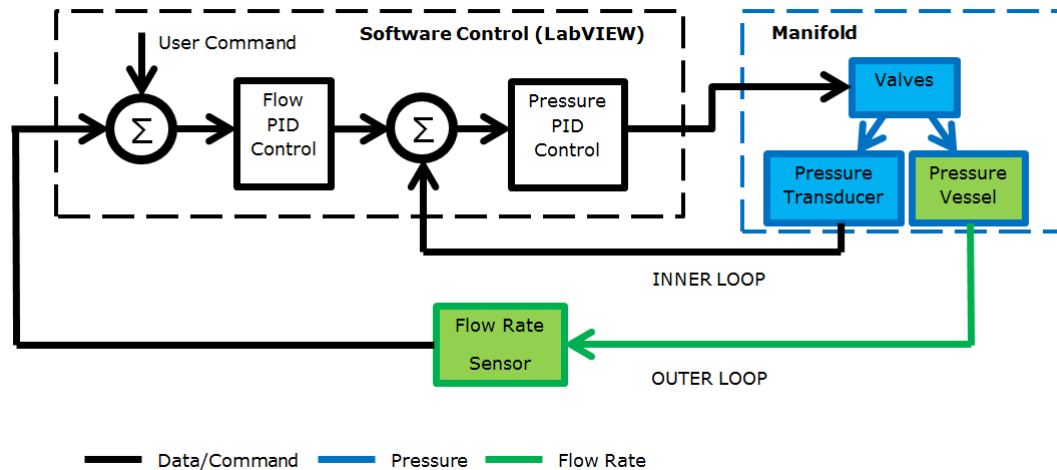 Software Control (LabVIEW)
Manifold
User Command
Σ
Flow
PID
Control
Σ
Pressure
PID
Control
Valves
Pressure
Transducer
Pressure
Vessel
INNER LOOP
Flow Rate
Sensor
OUTER LOOP
Data/Command
Pressure
Flow Rate